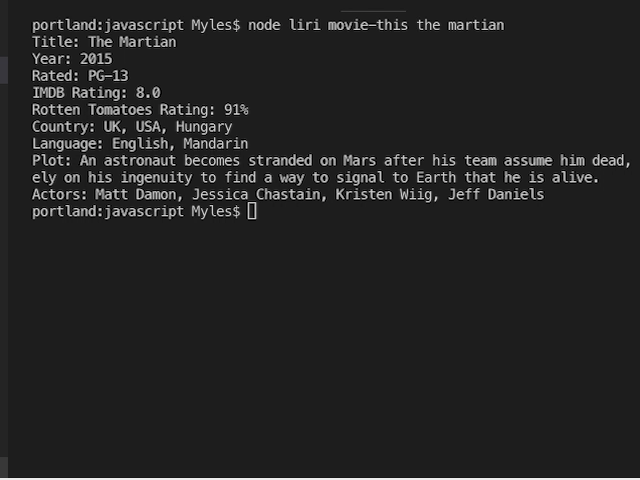 portland:javascript Myles$ node liri movie-this the martian
Title: The Martian
Year: 2015
Rated: PG-13
IMDB Rating: 8.0
Rotten Tomatoes Rating: 91%
Country: UK, USA, Hungary
Language: English, Mandarin
Plot: An astronaut becomes stranded on Mars after his team assume him dead,
ely on his ingenuity to find a way to signal to Earth that he is alive.
Actors: Matt Damon, Jessica Chastain, Kristen Wiig, Jeff Daniels
portland:javascript Myles$